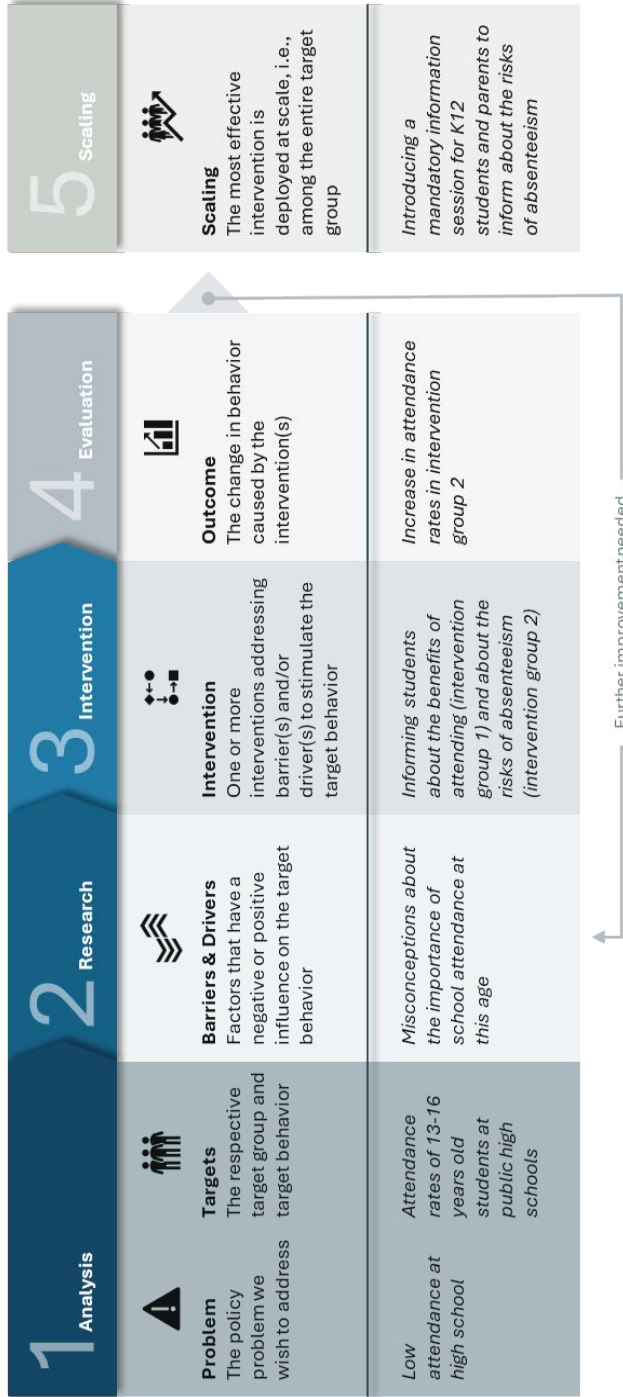 1 Analysis
Problem
The policy
problem we
wish to address
Low
attendance at
high school
Targets
The respective
target group and
target behavior
Attendance
rates of 13-16
years old
students at
public high
schools
2 Research
Barriers & Drivers
Factors that have a
negative or positive
influence on the target
behavior
Misconceptions about
the importance of
school attendance at
this age
3 Intervention
Intervention
One or more
interventions addressing
barrier(s) and/or
driver(s) to stimulate the
target behavior
Informing students
about the benefits of
attending (intervention
group 1) and about the
risks of absenteeism
(intervention group 2)
4 Evaluation
Outcome
The change in behavior
caused by the
intervention(s)
Increase in attendance
rates in intervention
group 2
5 Scaling
Scaling
The most effective
intervention is
deployed at scale, i.e.,
among the entire target
group
Introducing a
mandatory information
session for K12
students and parents to
inform about the risks
of absenteeism
Further improvement needed